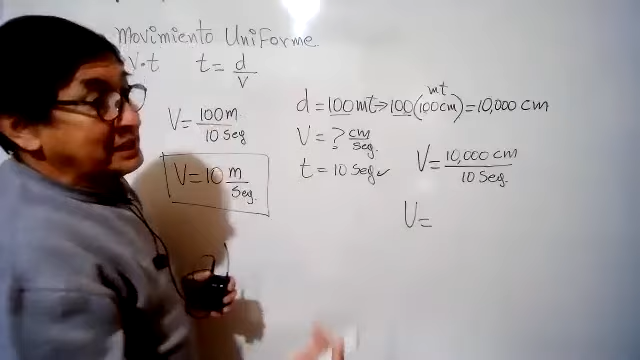 Movimiento Uniforme
V·t t = d/V
V = 100m / 10 Seg
V = 10 m/Seg.
d = 100 mt => 100 (100cm) = 10,000 cm
mt
V = ? cm/seg.
t = 10 Seg ✓
V = 10,000 cm / 10 Seg.
V =